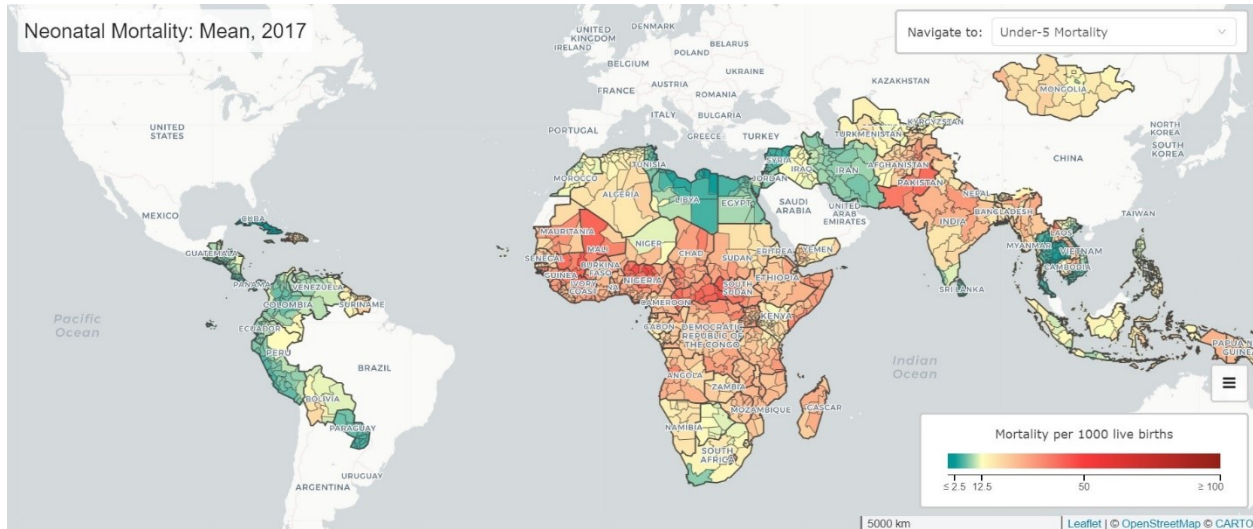 Neonatal Mortality: Mean, 2017
Navigate to: Under-5 Mortality
UNITED
KINGDOM
DENMARK
IRELAND
BELARUS
POLAND
BELGIUM
UKRAINE
AUSTRIA
KAZAKHSTAN
FRANCE
ROMANIA
MONGOLIA
ITALY
BULGARIA
KYRGYZSTAN
NORTH
KOREA
UNITED
STATES
PORTUGAL
GREECE
TURKEY
TURKMENISTAN
SOUTH
KOREA
TUNISIA
SYRIA
CHINA
MOROCCO
IRAQ
IRAN
AFGHANISTAN
JORDAN
ALGERIA
LIBYA
EGYPT
PAKISTAN
NEPAL
MEXICO
CUBA
SAUDI
ARABIA
UNITED
ARAB
EMIRATES
INDIA
BANGLADESH
TAIWAN
MAURITANIA
MALI
NIGER
MYANMAR
LAOS
VIETNAM
GUATEMALA
SENEGAL
CHAD
SUDAN
ERITREA
YEMEN
BURKINA
FASO
CAMBODIA
GUINEA
NIGERIA
PANAMA
VENEZUELA
IVORY
COAST
NA
SOUTH
SUDAN
ETHIOPIA
SRI LANKA
COLOMBIA
SURINAME
CAMEROON
Pacific
Ocean
ECUADOR
GABON
DEMOCRATIC
REPUBLIC OF
THE CONGO
KENYA
PERU
Indian
Ocean
PAPUA N
GUINE
BRAZIL
ANGOLA
ZAMBIA
BOLIVIA
MOZAMBIQUE
GASCAR
NAMIBIA
PARAGUAY
SOUTH
AFRICA
URUGUAY
ARGENTINA
Mortality per 1000 live births
≤ 2.5 12.5 50 ≥ 100
5000 km
Leaflet | © OpenStreetMap © CARTO